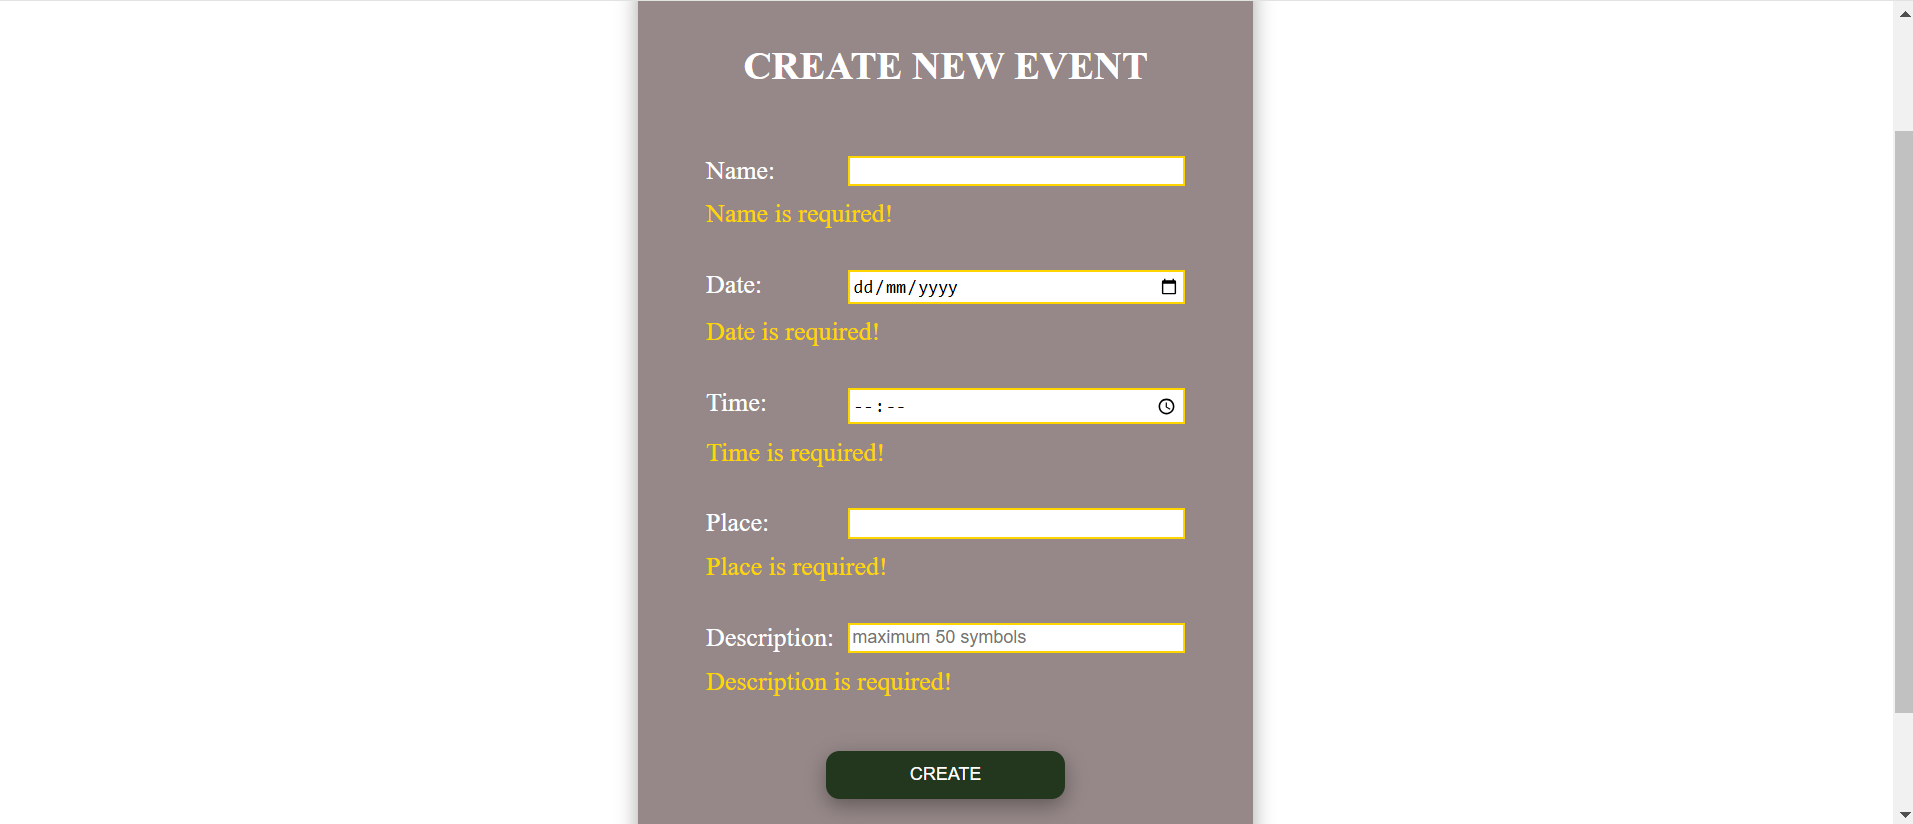 CREATE NEW EVENT
Name:
Name is required!
Date: dd/mm/yyyy
Date is required!
Time: --:--
Time is required!
Place:
Place is required!
Description: maximum 50 symbols
Description is required!
CREATE